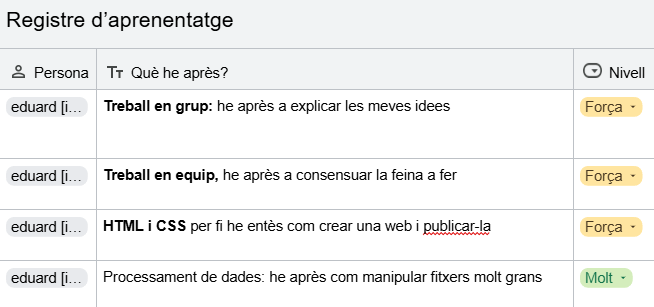 Registre d’aprenentatge
Persona Què he après? Nivell
eduard [i... Treball en grup: he après a explicar les meves idees Força
eduard [i... Treball en equip, he après a consensuar la feina a fer Força
eduard [i... HTML i CSS per fi he entès com crear una web i publicar-la Força
eduard [i... Processament de dades: he après com manipular fitxers molt grans Molt